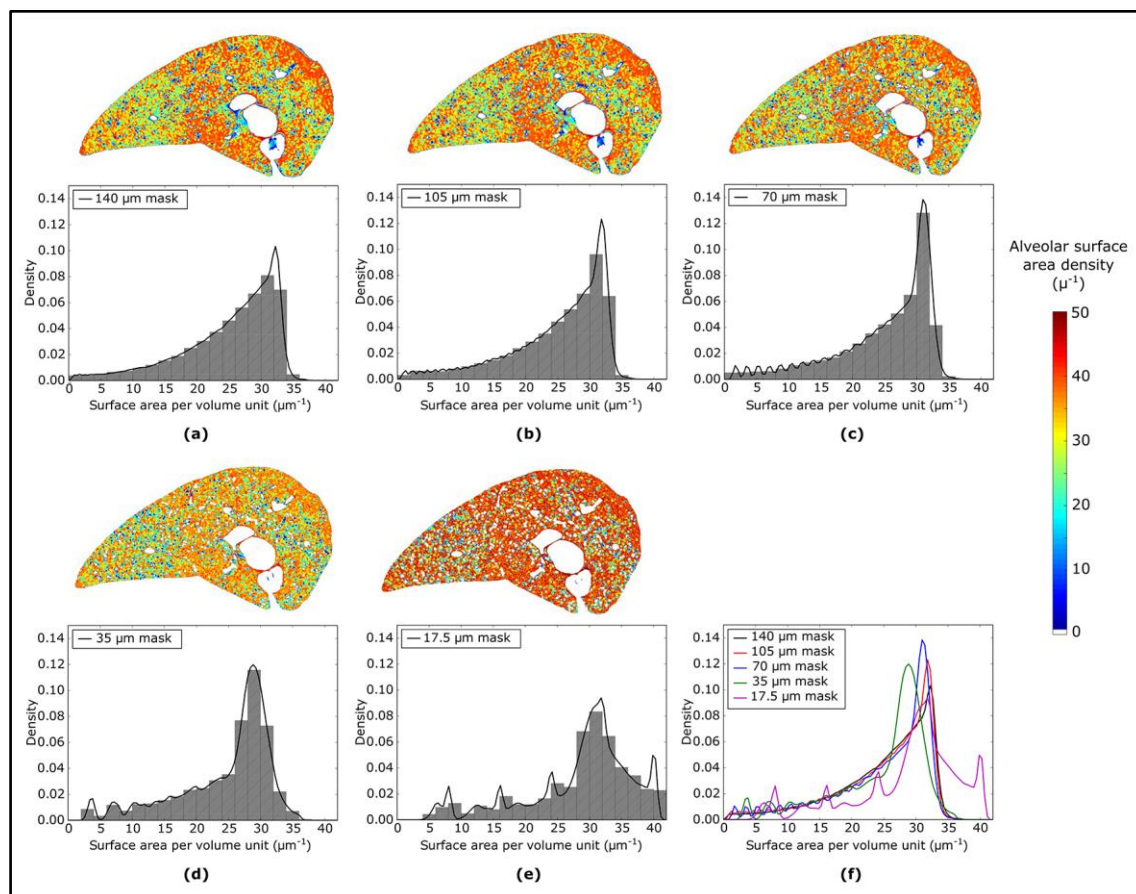 140 µm mask
0.14
0.12
0.10
0.08
0.06
0.04
0.02
0.00
Density
0 5 10 15 20 25 30 35 40
Surface area per volume unit (µm⁻¹)
(a)
105 µm mask
0.14
0.12
0.10
0.08
0.06
0.04
0.02
0.00
Density
0 5 10 15 20 25 30 35 40
Surface area per volume unit (µm⁻¹)
(b)
70 µm mask
0.14
0.12
0.10
0.08
0.06
0.04
0.02
0.00
Density
0 5 10 15 20 25 30 35 40
Surface area per volume unit (µm⁻¹)
(c)
Alveolar surface
area density
(µ⁻¹)
50
40
30
20
10
0
35 µm mask
0.14
0.12
0.10
0.08
0.06
0.04
0.02
0.00
Density
0 5 10 15 20 25 30 35 40
Surface area per volume unit (µm⁻¹)
(d)
17.5 µm mask
0.14
0.12
0.10
0.08
0.06
0.04
0.02
0.00
Density
0 5 10 15 20 25 30 35 40
Surface area per volume unit (µm⁻¹)
(e)
140 µm mask
105 µm mask
70 µm mask
35 µm mask
17.5 µm mask
0.14
0.12
0.10
0.08
0.06
0.04
0.02
0.00
Density
0 5 10 15 20 25 30 35 40
Surface area per volume unit (µm⁻¹)
(f)